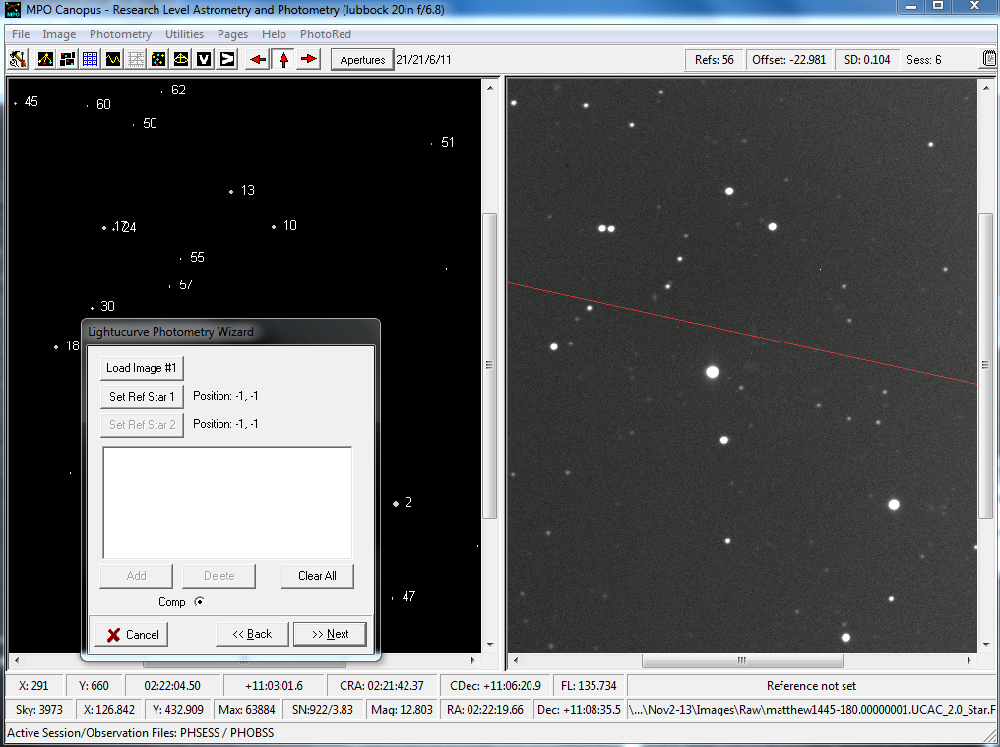 MPO Canopus - Research Level Astrometry and Photometry (lubbock 20in f/6.8)
File Image Photometry Utilities Pages Help PhotoRed
Apertures 21/21/6/11 Refs: 56 Offset: -22.981 SD: 0.104 Sess: 6
62
45
60
50
51
13
10
24
55
57
30
18
Lightucurve Photometry Wizard
Load Image #1
Set Ref Star 1 Position: -1, -1
Set Ref Star 2 Position: -1, -1
2
Add Delete Clear All
47
Comp
Cancel << Back >> Next
X: 291 Y: 660 02:22:04.50 +11:03:01.6 CRA: 02:21:42.37 CDec: +11:06:20.9 FL: 135.734 Reference not set
Sky: 3973 X: 126.842 Y: 432.909 Max: 63884 SN:922/3.83 Mag: 12.803 RA: 02:22:19.66 Dec: +11:08:35.5 \...\Nov2-13\Images\Raw\matthew1445-180.00000001.UCAC_2.0_Star.F
Active Session/Observation Files: PHSESS / PHOBSS